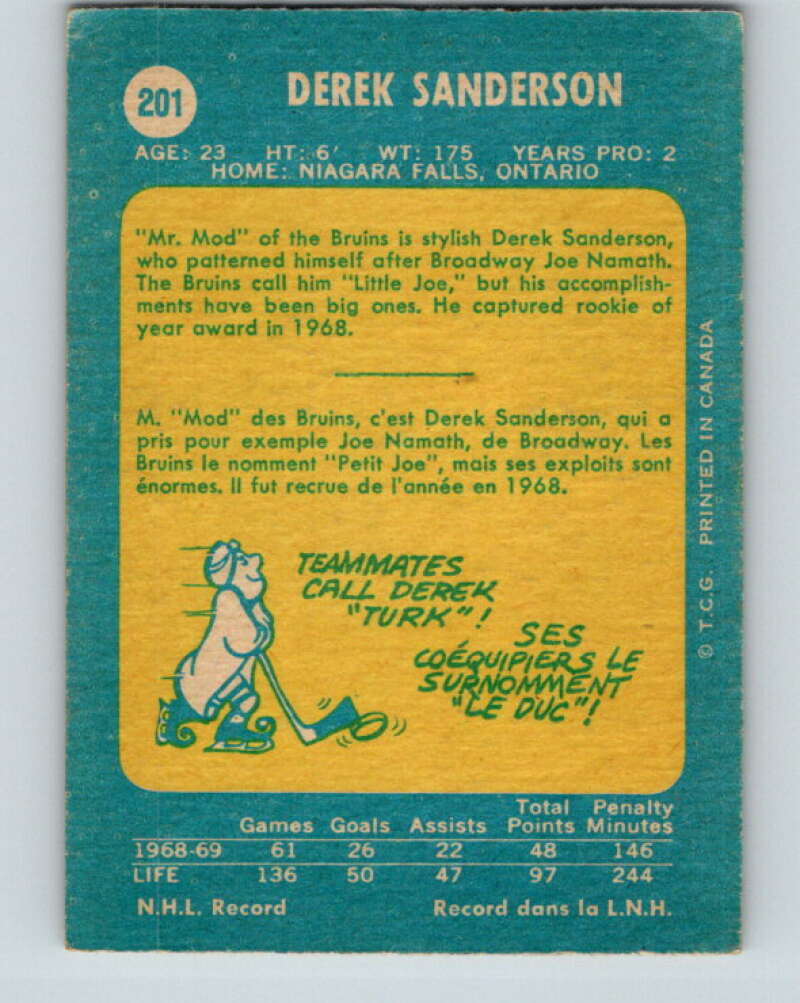 201
DEREK SANDERSON
AGE: 23 HT: 6′ WT: 175 YEARS PRO: 2
HOME: NIAGARA FALLS, ONTARIO
"Mr. Mod" of the Bruins is stylish Derek Sanderson,
who patterned himself after Broadway Joe Namath.
The Bruins call him "Little Joe," but his accomplish-
ments have been big ones. He captured rookie of
year award in 1968.
M. "Mod" des Bruins, c'est Derek Sanderson, qui a
pris pour exemple Joe Namath, de Broadway. Les
Bruins le nomment "Petit Joe", mais ses exploits sont
énormes. Il fut recrue de l'année en 1968.
TEAMMATES
CALL DEREK
"TURK"!
SES
COÉQUIPIERS LE
SURNOMMENT
"LE DUC"!
© T.C.G. PRINTED IN CANADA
Total Penalty
Games Goals Assists Points Minutes
1968-69 61 26 22 48 146
LIFE 136 50 47 97 244
N.H.L. Record Record dans la L.N.H.